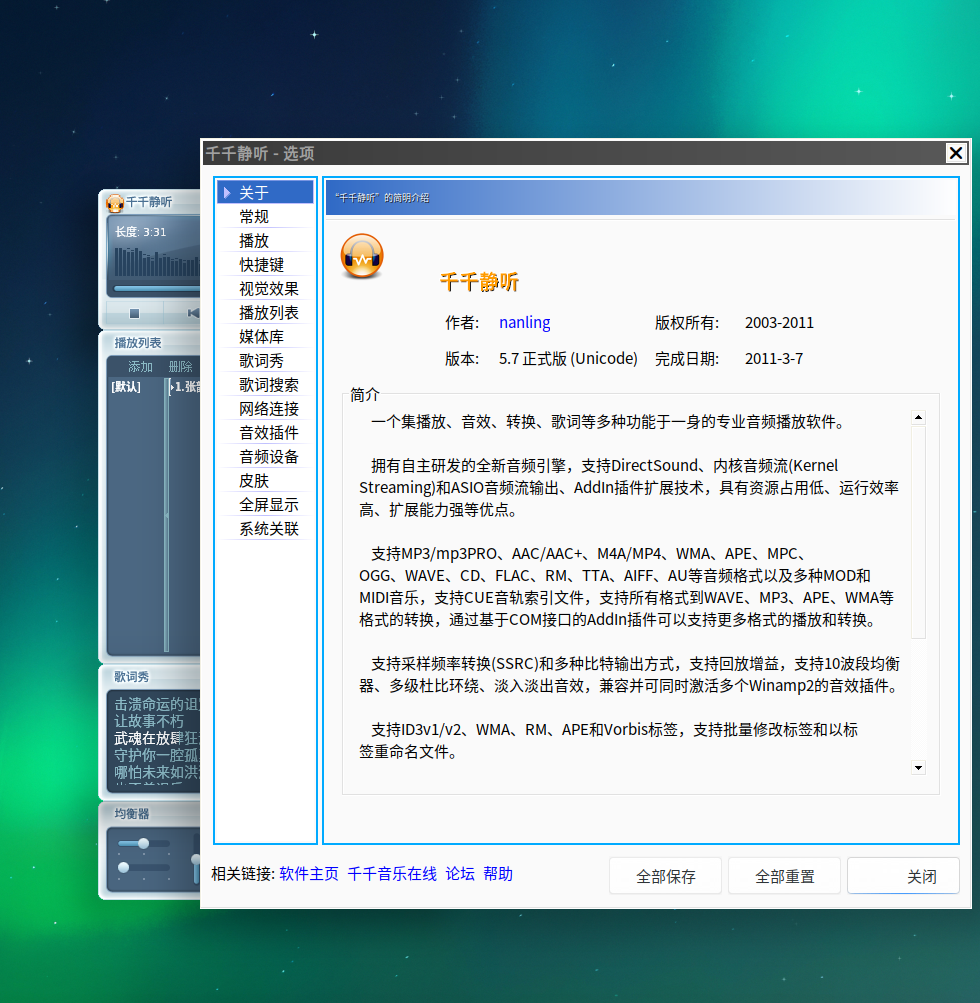 千千静听 - 选项
千千静听
长度: 3:31
播放列表
添加 删除
[默认] 1.张
歌词秀
击溃命运的诅
让故事不朽
武魂在放肆狂
守护你一腔孤
哪怕未来如洪
均衡器
关于
常规
播放
快捷键
视觉效果
播放列表
媒体库
歌词秀
歌词搜索
网络连接
音效插件
音频设备
皮肤
全屏显示
系统关联
“千千静听”的简明介绍
千千静听
作者: nanling 版权所有: 2003-2011
版本: 5.7 正式版 (Unicode) 完成日期: 2011-3-7
简介
一个集播放、音效、转换、歌词等多种功能于一身的专业音频播放软件。
拥有自主研发的全新音频引擎，支持DirectSound、内核音频流(Kernel
Streaming)和ASIO音频流输出、AddIn插件扩展技术，具有资源占用低、运行效率
高、扩展能力强等优点。
支持MP3/mp3PRO、AAC/AAC+、M4A/MP4、WMA、APE、MPC、
OGG、WAVE、CD、FLAC、RM、TTA、AIFF、AU等音频格式以及多种MOD和
MIDI音乐，支持CUE音轨索引文件，支持所有格式到WAVE、MP3、APE、WMA等
格式的转换，通过基于COM接口的AddIn插件可以支持更多格式的播放和转换。
支持采样频率转换(SSRC)和多种比特输出方式，支持回放增益，支持10波段均衡
器、多级杜比环绕、淡入淡出音效，兼容并可同时激活多个Winamp2的音效插件。
支持ID3v1/v2、WMA、RM、APE和Vorbis标签，支持批量修改标签和以标
签重命名文件。
相关链接: 软件主页 千千音乐在线 论坛 帮助
全部保存 全部重置 关闭